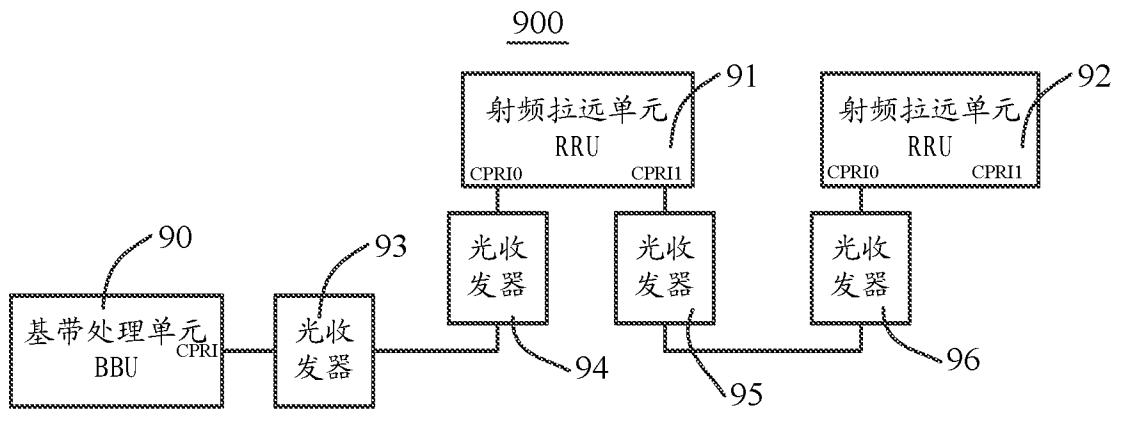 900
91
射频拉远单元
RRU
CPRI0
CPRI1
92
射频拉远单元
RRU
CPRI0
CPRI1
光收
发器
94
光收
发器
95
光收
发器
96
90
基带处理单元
BBU
CPRI
93
光收
发器